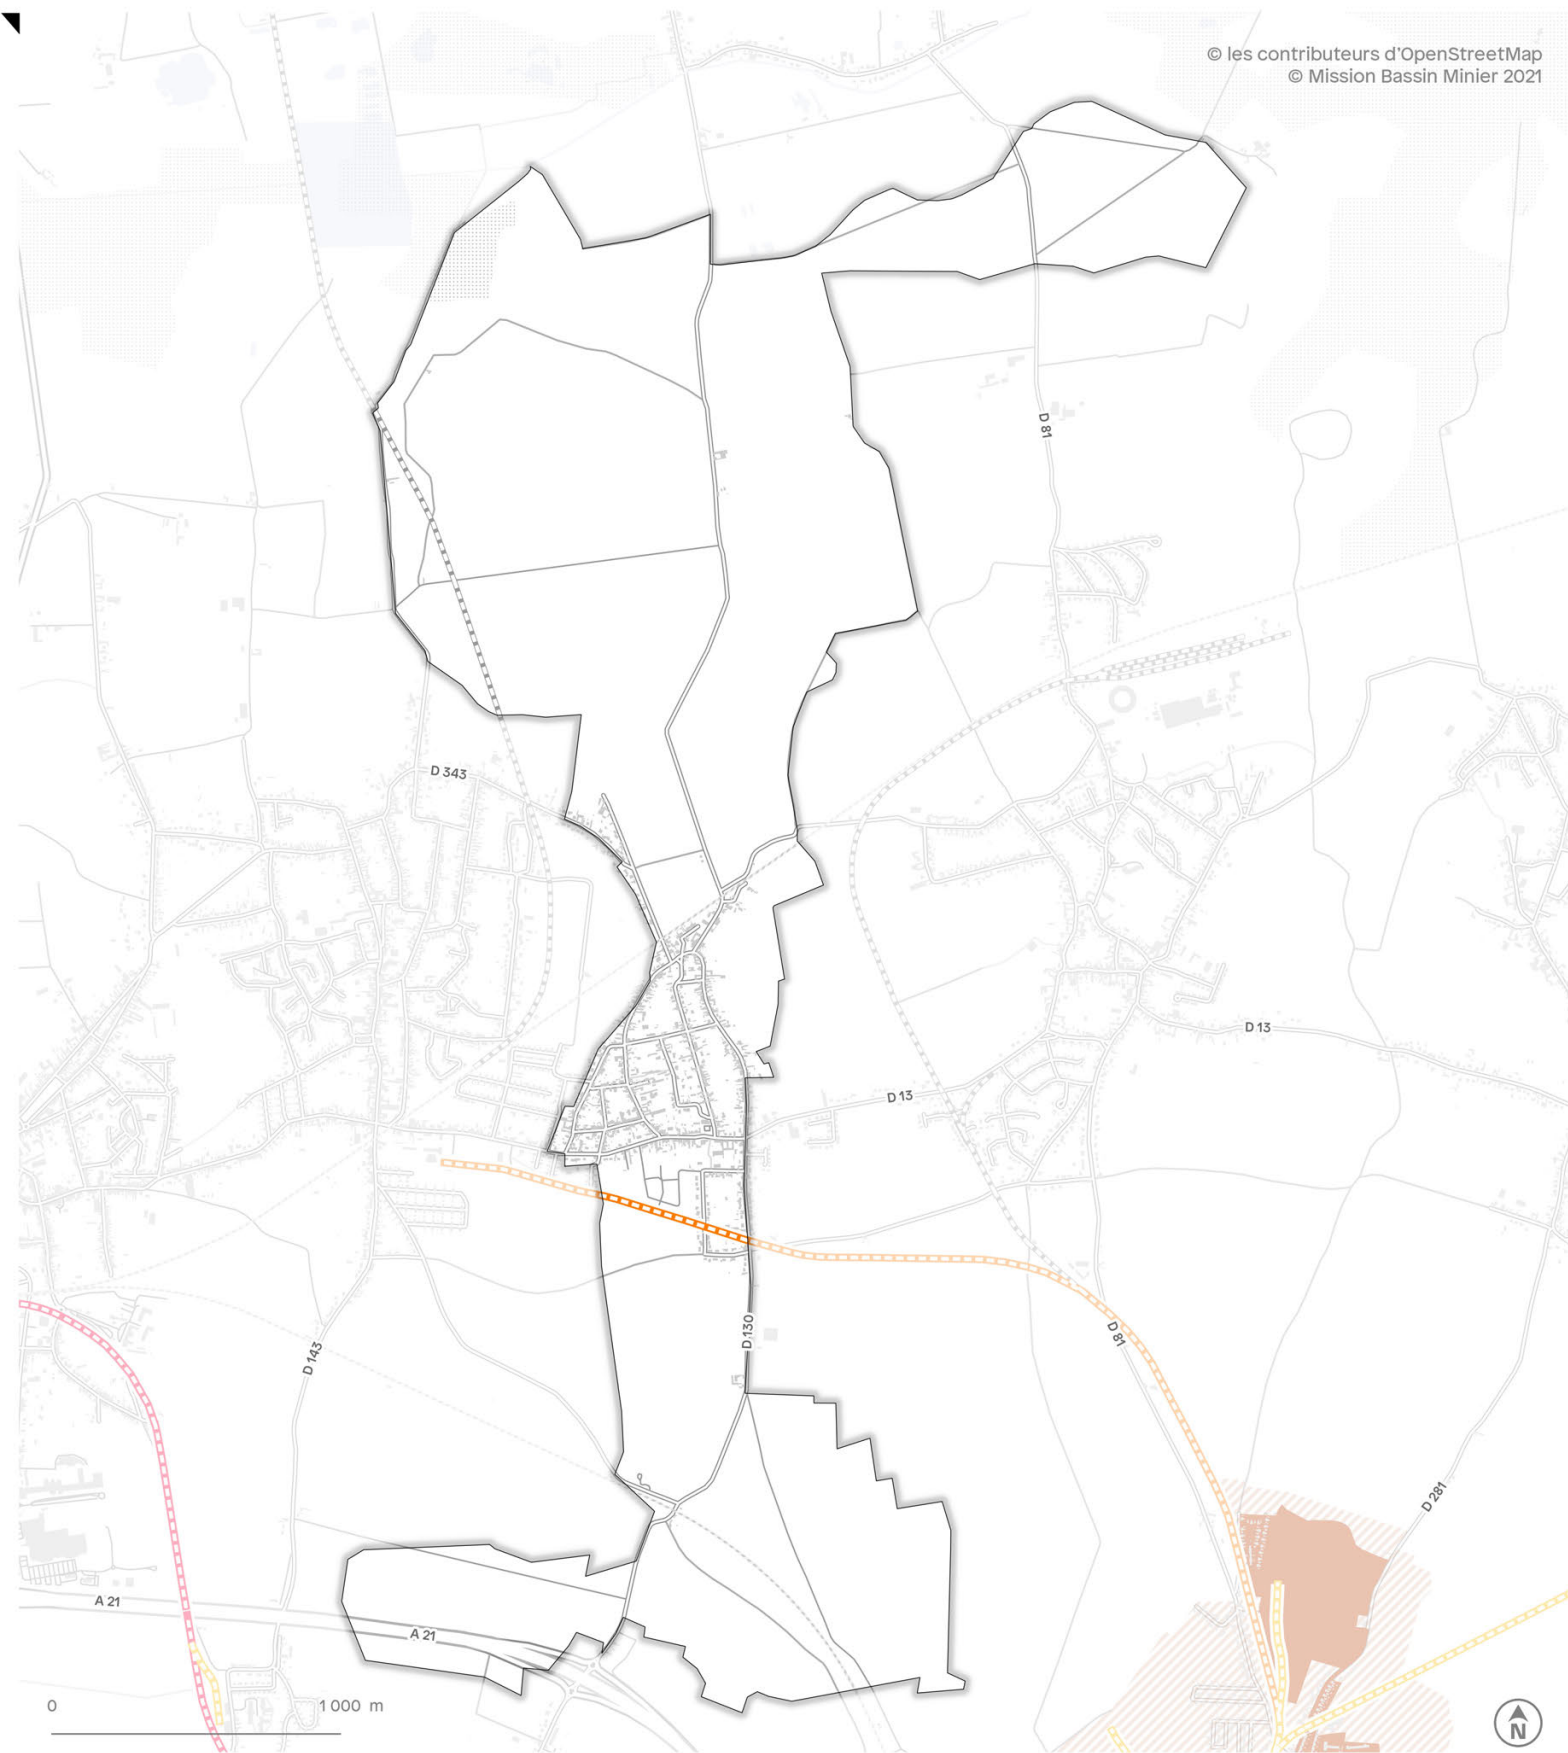 © les contributeurs d'OpenStreetMap
© Mission Bassin Minier 2021
D 81
D 343
D 13
D 13
D 130
D 81
D 143
D 281
A 21
A 21
0
1 000 m
N